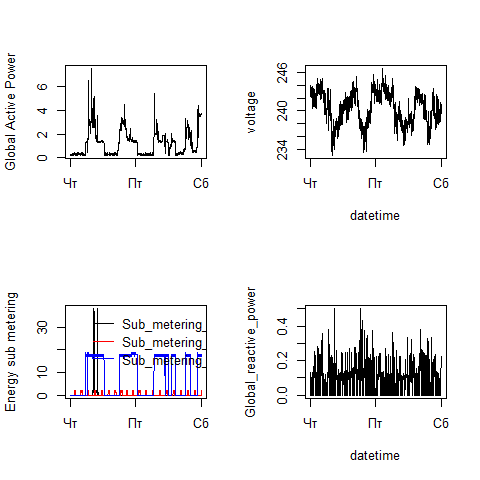 Global Active Power
0
2
4
6
Чт
Пт
Сб
voltage
234
240
246
Чт
Пт
Сб
datetime
Energy sub metering
0
10
30
Sub_metering_
Sub_metering_
Sub_metering_
Чт
Пт
Сб
Global_reactive_power
0.0
0.2
0.4
Чт
Пт
Сб
datetime